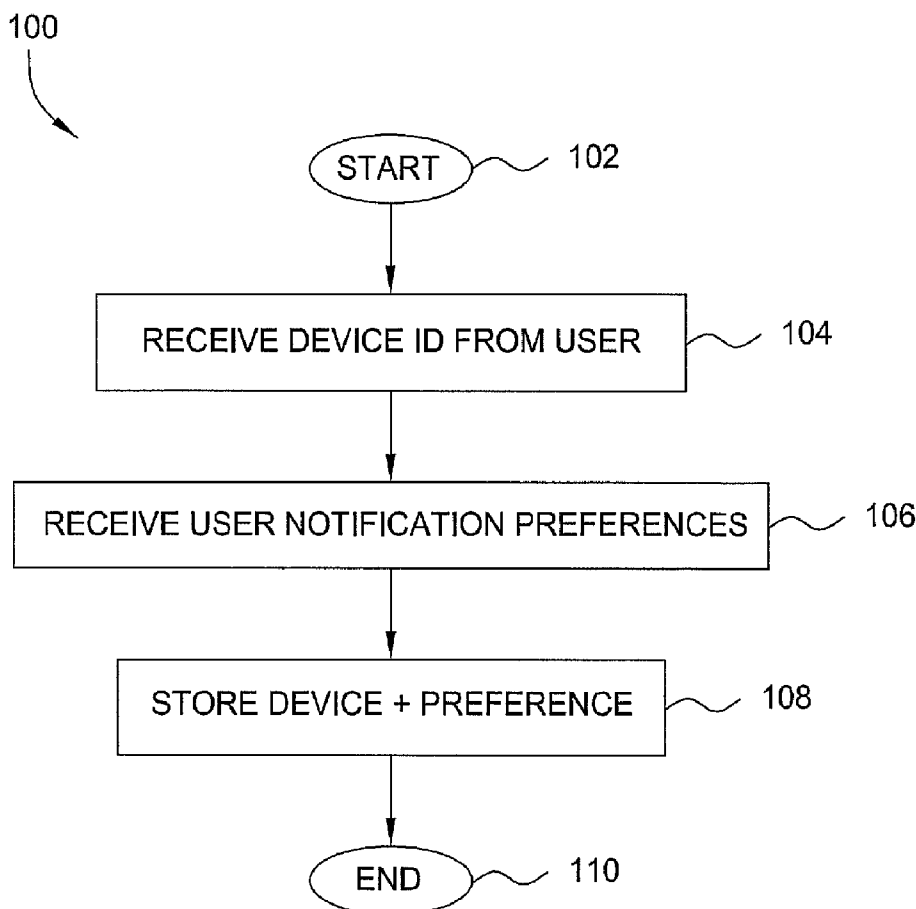 100
START
102
RECEIVE DEVICE ID FROM USER
104
RECEIVE USER NOTIFICATION PREFERENCES
106
STORE DEVICE + PREFERENCE
108
END
110